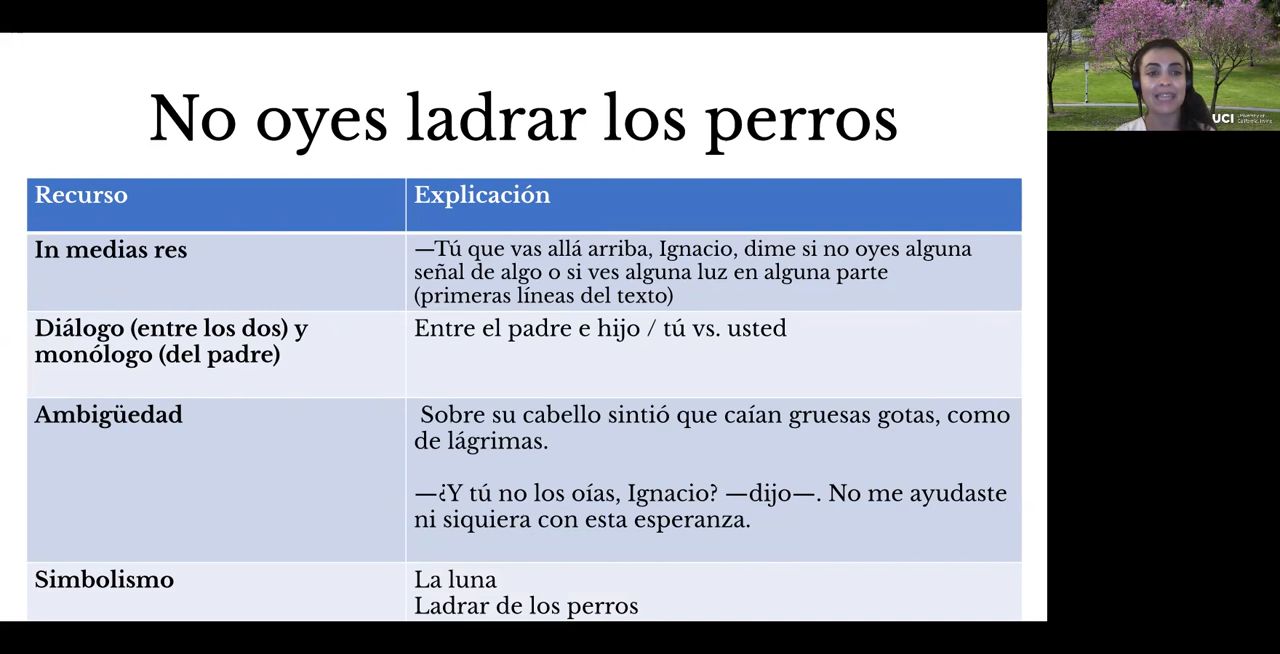 No oyes ladrar los perros
Recurso
Explicación
In medias res
—Tú que vas allá arriba, Ignacio, dime si no oyes alguna
señal de algo o si ves alguna luz en alguna parte
(primeras líneas del texto)
Diálogo (entre los dos) y
monólogo (del padre)
Entre el padre e hijo / tú vs. usted
Ambigüedad
Sobre su cabello sintió que caían gruesas gotas, como
de lágrimas.
—¿Y tú no los oías, Ignacio? —dijo—. No me ayudaste
ni siquiera con esta esperanza.
Simbolismo
La luna
Ladrar de los perros
UCI University of
California, Irvine